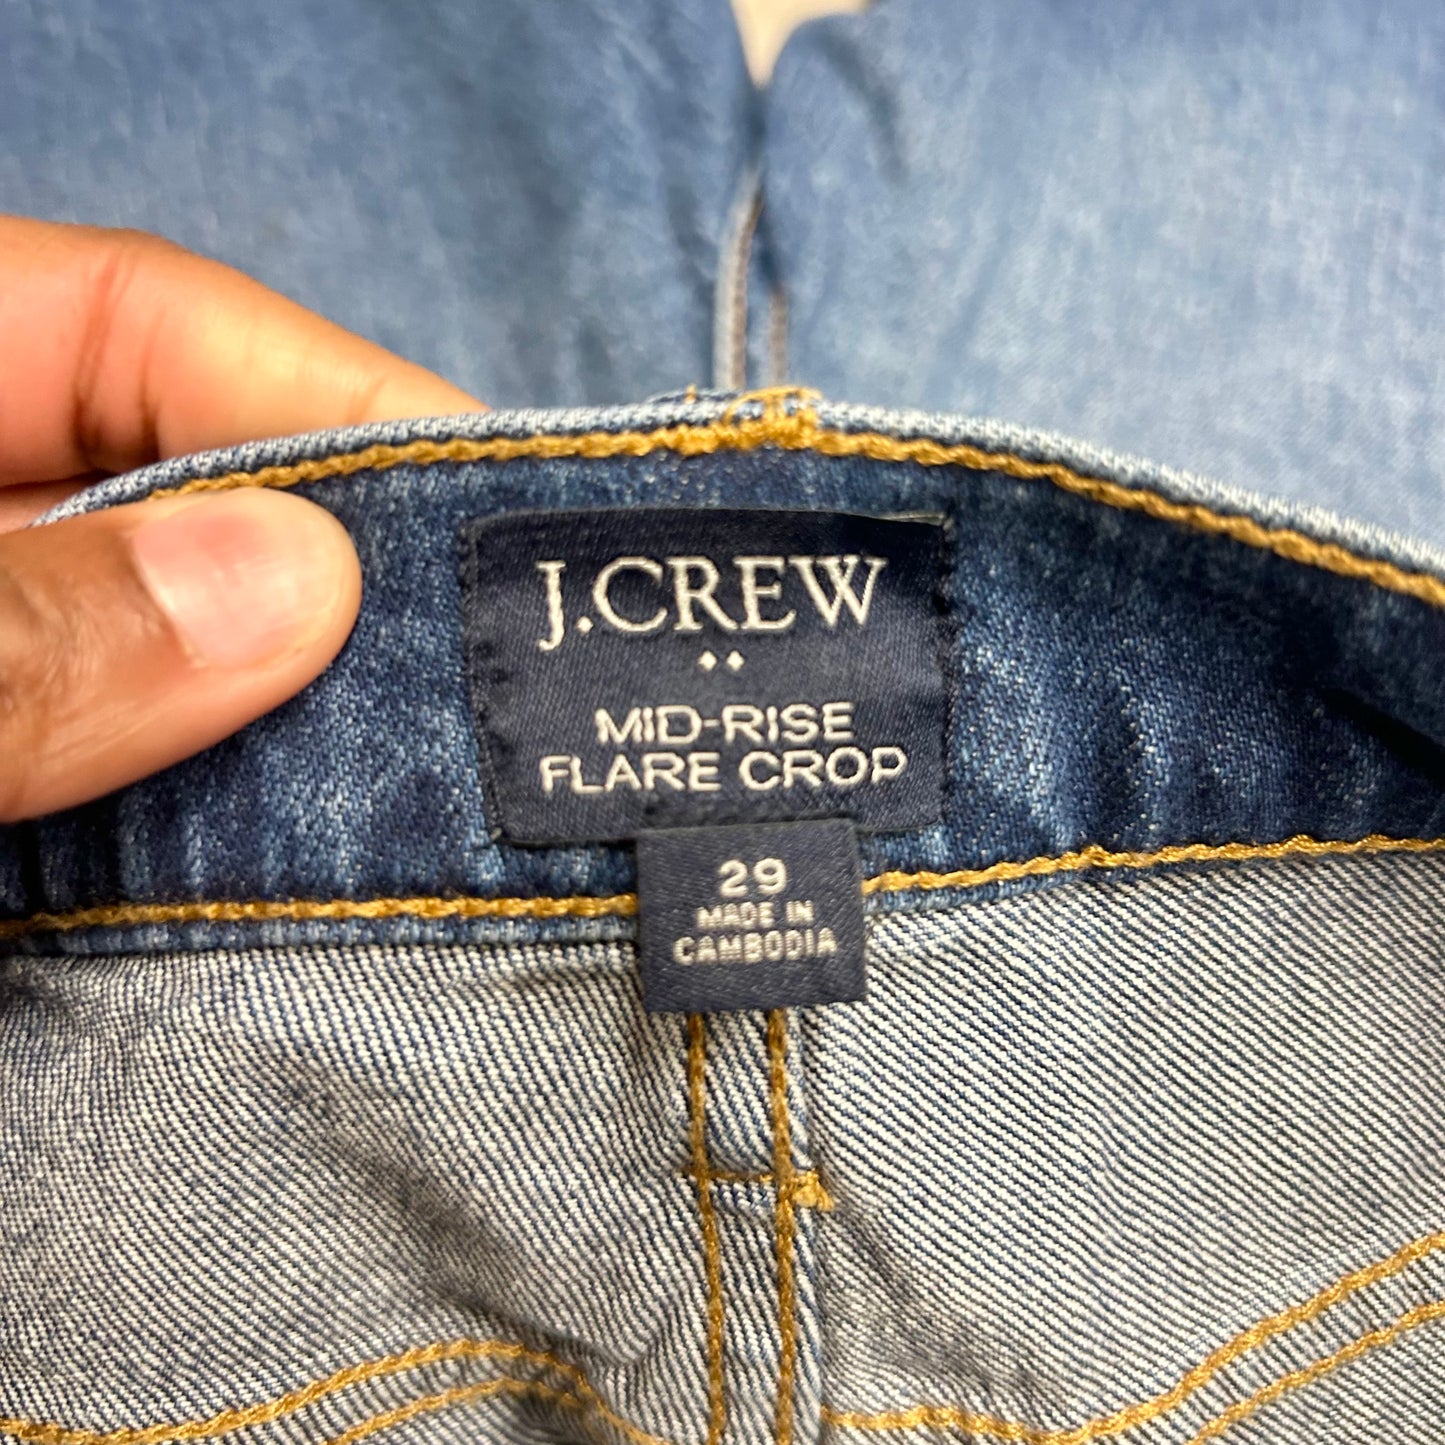 J.CREW
MID-RISE
FLARE CROP
29
MADE IN
CAMBODIA